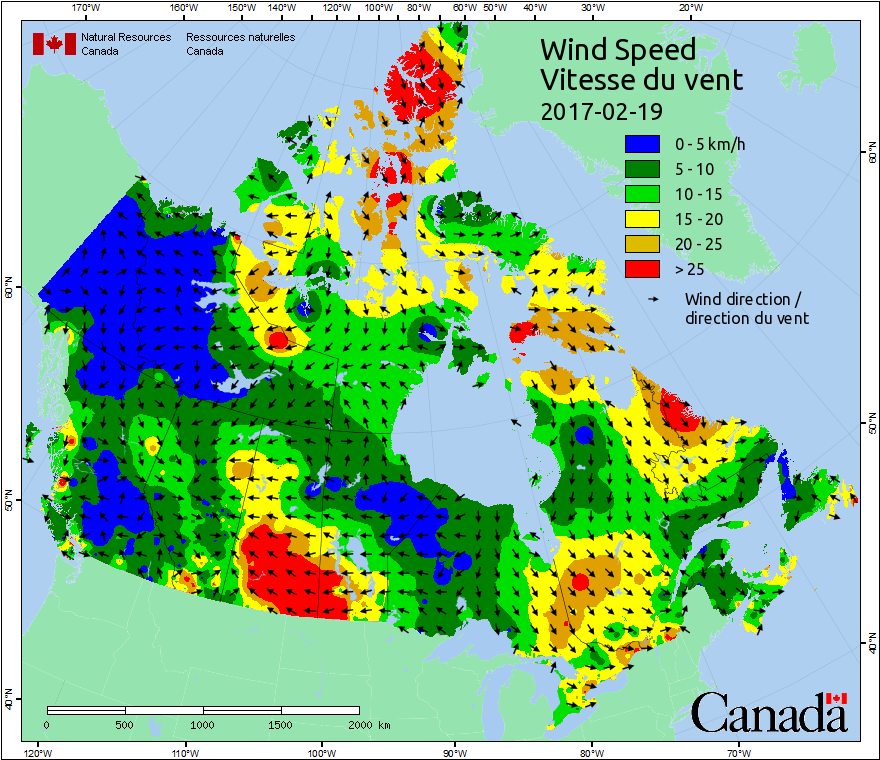 170°W 160°W 150°W 140°W 130°W 120°W 110°W 100°W 90°W 80°W 70°W 60°W 50°W 40°W 30°W 20°W
Natural Resources Ressources naturelles
Canada Canada
Wind Speed
Vitesse du vent
2017-02-19
0 - 5 km/h
5 - 10
10 - 15
15 - 20
20 - 25
> 25
Wind direction /
direction du vent
60°N
60°N
50°N
50°N
40°N
40°N
0 500 1000 1500 2000 km
Canada
120°W 110°W 100°W 90°W 80°W 70°W